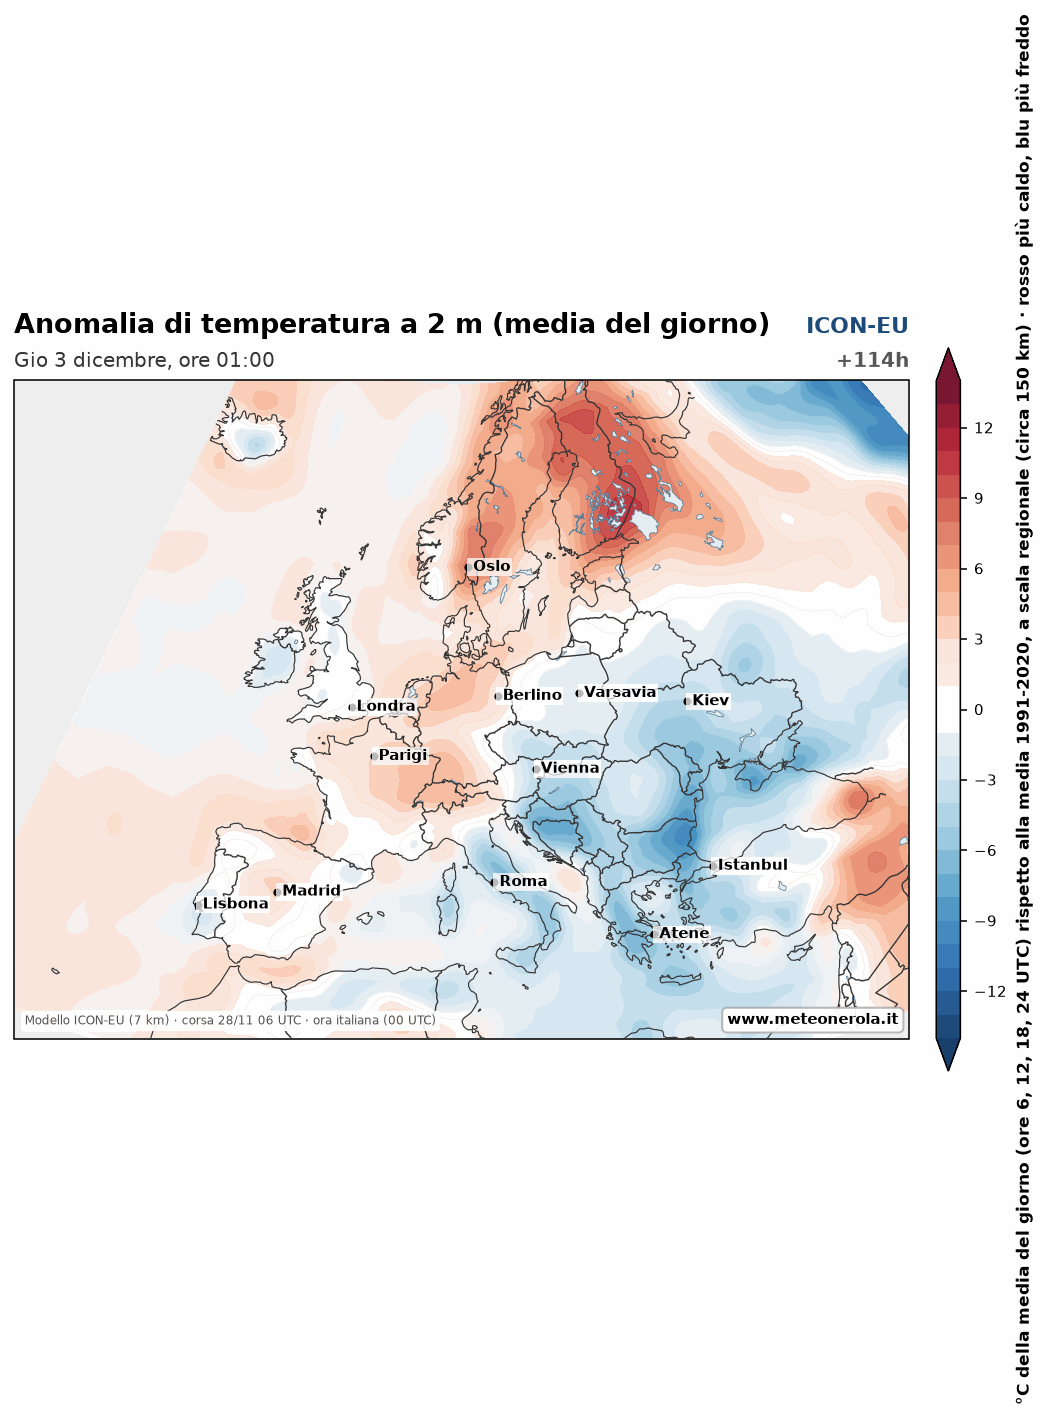 Anomalia di temperatura a 2 m (media del giorno)
ICON-EU
Gio 3 dicembre, ore 01:00
+114h
Oslo
Berlino
Varsavia
Kiev
Londra
Parigi
Vienna
Istanbul
Roma
Madrid
Lisbona
Atene
Modello ICON-EU (7 km) · corsa 28/11 06 UTC · ora italiana (00 UTC)
www.meteonerola.it
12
9
6
3
0
−3
−6
−9
−12
°C della media del giorno (ore 6, 12, 18, 24 UTC) rispetto alla media 1991-2020, a scala regionale (circa 150 km) · rosso più caldo, blu più freddo